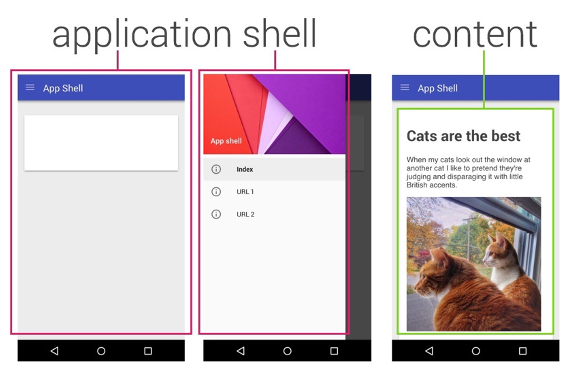 application shell
content
App Shell
App shell
Index
URL 1
URL 2
App Shell
Cats are the best
When my cats look out the window at
another cat I like to pretend they're
judging and disparaging it with little
British accents.